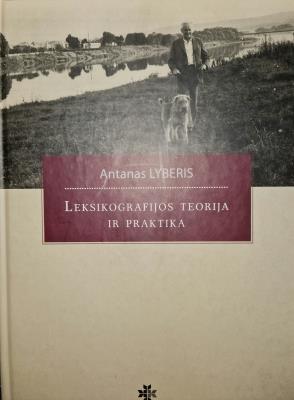 Antanas LYBERIS
LEKSIKOGRAFIJOS TEORIJA
IR PRAKTIKA